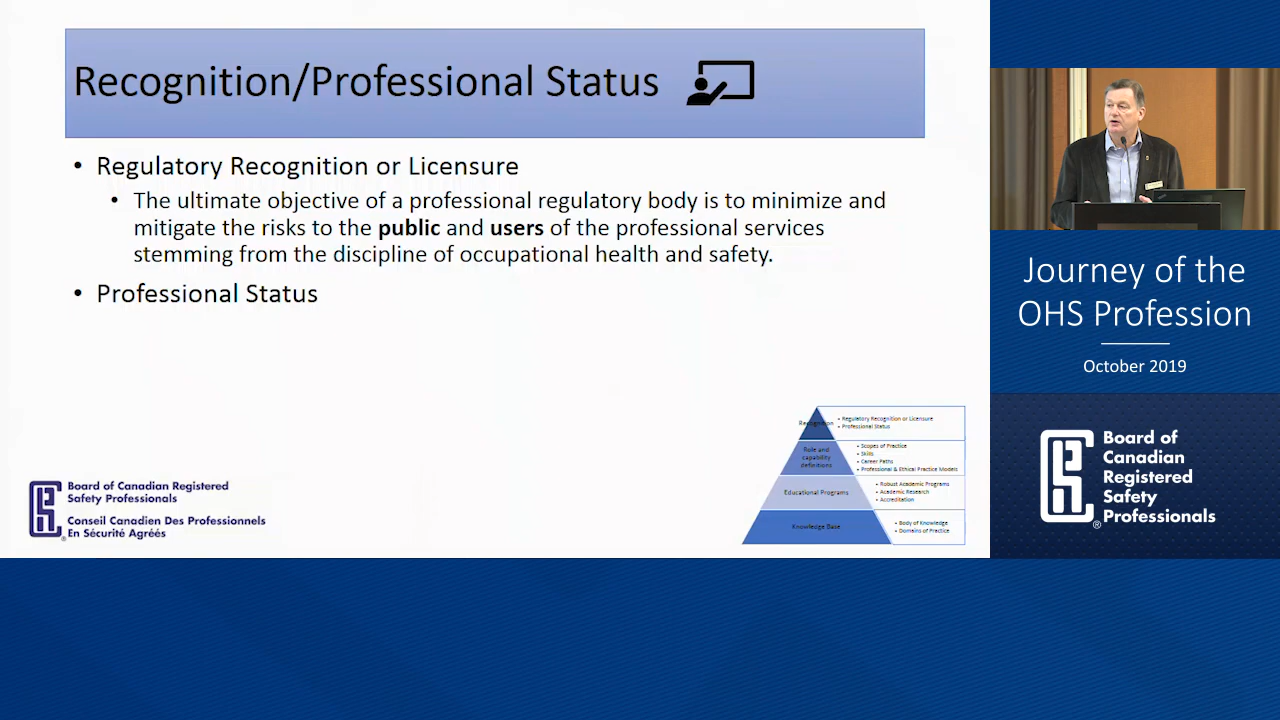 Recognition/Professional Status
• Regulatory Recognition or Licensure
• The ultimate objective of a professional regulatory body is to minimize and
mitigate the risks to the public and users of the professional services
stemming from the discipline of occupational health and safety.
• Professional Status
Recognition
• Regulatory Recognition or Licensure
• Professional Status
Role and
capability
definitions
• Scopes of Practice
• Skills
• Career Paths
• Professional & Ethical Practice Models
Educational Programs
• Robust Academic Programs
• Academic Research
• Accreditation
Knowledge Base
• Body of Knowledge
• Domains of Practice
Board of Canadian Registered
Safety Professionals
Conseil Canadien Des Professionnels
En Sécurité Agréés
®
Journey of the
OHS Profession
October 2019
Board of
Canadian
Registered
Safety
Professionals
®